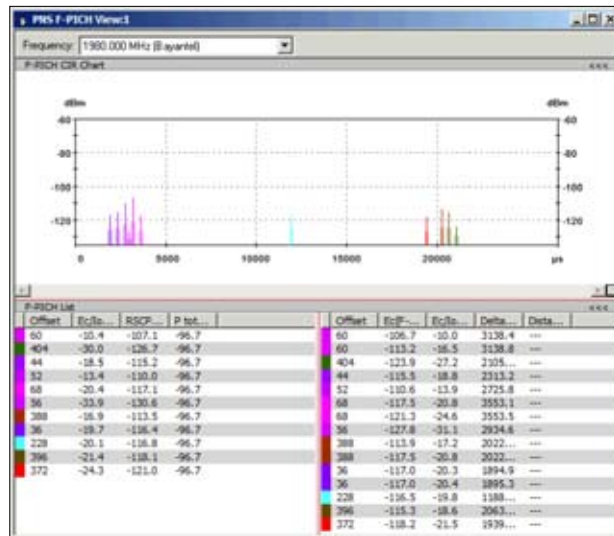 PNS F-PICH View:1
Frequency: 1980.000 MHz (Bayantel)
F-PICH CIR Chart <<<
dBm dBm
-60 -60
-80 -80
-100 -100
-120 -120
0 5000 10000 15000 20000 µs
F-PICH List <<<
Offset Ec/Io... RSCP... P tot...
60 -10.4 -107.1 -96.7
404 -30.0 -126.7 -96.7
44 -18.5 -115.2 -96.7
52 -13.4 -110.0 -96.7
68 -20.4 -117.1 -96.7
56 -33.9 -130.6 -96.7
388 -16.9 -113.5 -96.7
36 -19.7 -116.4 -96.7
228 -20.1 -116.8 -96.7
396 -21.4 -118.1 -96.7
372 -24.3 -121.0 -96.7
Offset Ec(F-... Ec/Io... Delta... Dista...
60 -106.7 -10.0 3138.4 ---
60 -113.2 -16.5 3138.8 ---
404 -123.9 -27.2 2105... ---
44 -115.5 -18.8 2313.2 ---
52 -110.6 -13.9 2725.8 ---
68 -117.5 -20.8 3553.1 ---
68 -121.3 -24.6 3553.5 ---
56 -127.8 -31.1 2934.6 ---
388 -113.9 -17.2 2022... ---
388 -117.5 -20.8 2022... ---
36 -117.0 -20.3 1894.9 ---
36 -117.0 -20.4 1895.3 ---
228 -116.5 -19.8 1188... ---
396 -115.3 -18.6 2063... ---
372 -118.2 -21.5 1939... ---